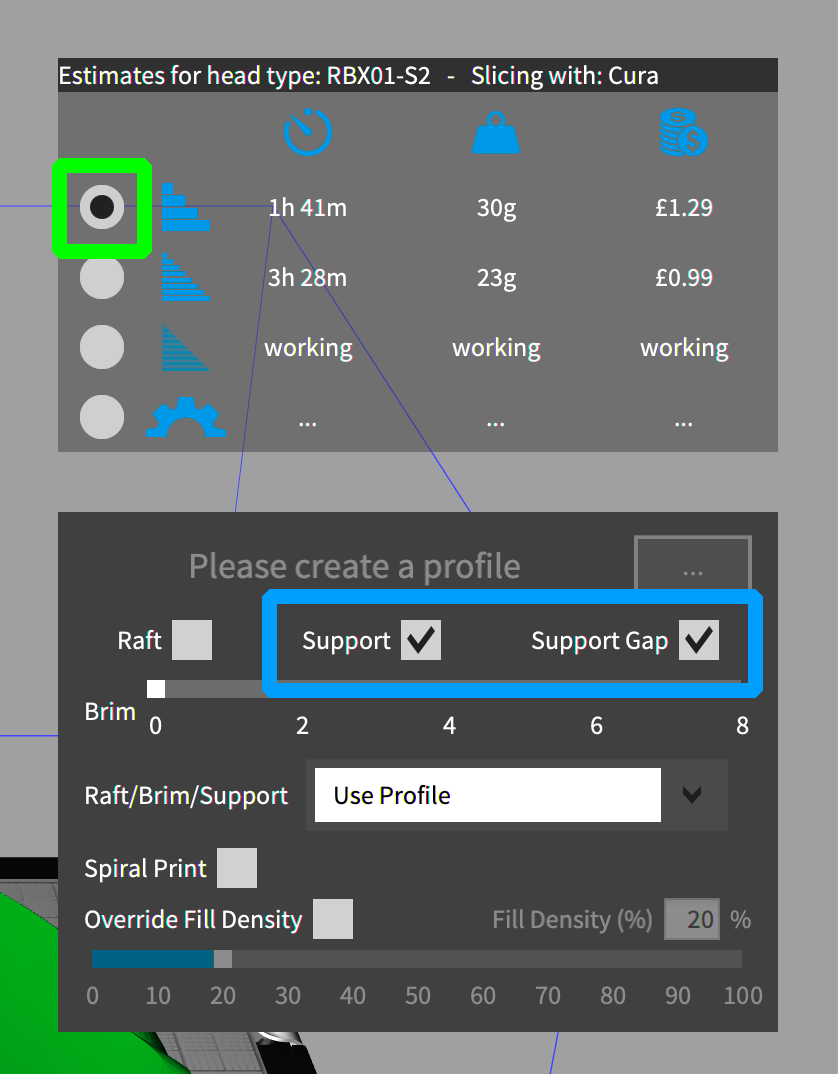 Estimates for head type: RBX01-S2 - Slicing with: Cura
1h 41m 30g £1.29
3h 28m 23g £0.99
working working working
... ... ...
Please create a profile ...
Raft Support Support Gap
Brim 0 2 4 6 8
Raft/Brim/Support Use Profile
Spiral Print
Override Fill Density Fill Density (%) 20 %
0 10 20 30 40 50 60 70 80 90 100